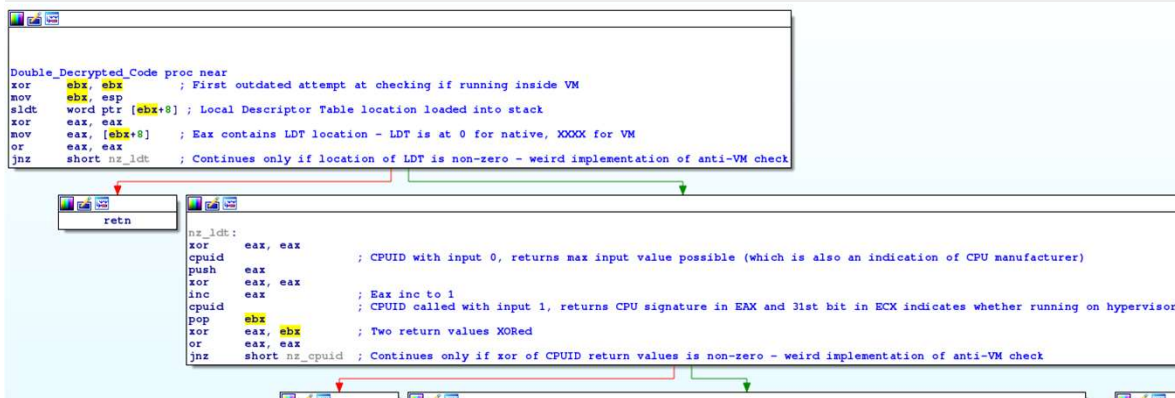 Double_Decrypted_Code proc near
xor ebx, ebx ; First outdated attempt at checking if running inside VM
mov ebx, esp
sldt word ptr [ebx+8] ; Local Descriptor Table location loaded into stack
xor eax, eax
mov eax, [ebx+8] ; Eax contains LDT location - LDT is at 0 for native, XXXX for VM
or eax, eax
jnz short nz_ldt ; Continues only if location of LDT is non-zero - weird implementation of anti-VM check
retn
nz_ldt:
xor eax, eax
cpuid ; CPUID with input 0, returns max input value possible (which is also an indication of CPU manufacturer)
push eax
xor eax, eax
inc eax ; Eax inc to 1
cpuid ; CPUID called with input 1, returns CPU signature in EAX and 31st bit in ECX indicates whether running on hypervisor
pop ebx
xor eax, ebx ; Two return values XORed
or eax, eax
jnz short nz_cpuid ; Continues only if xor of CPUID return values is non-zero - weird implementation of anti-VM check